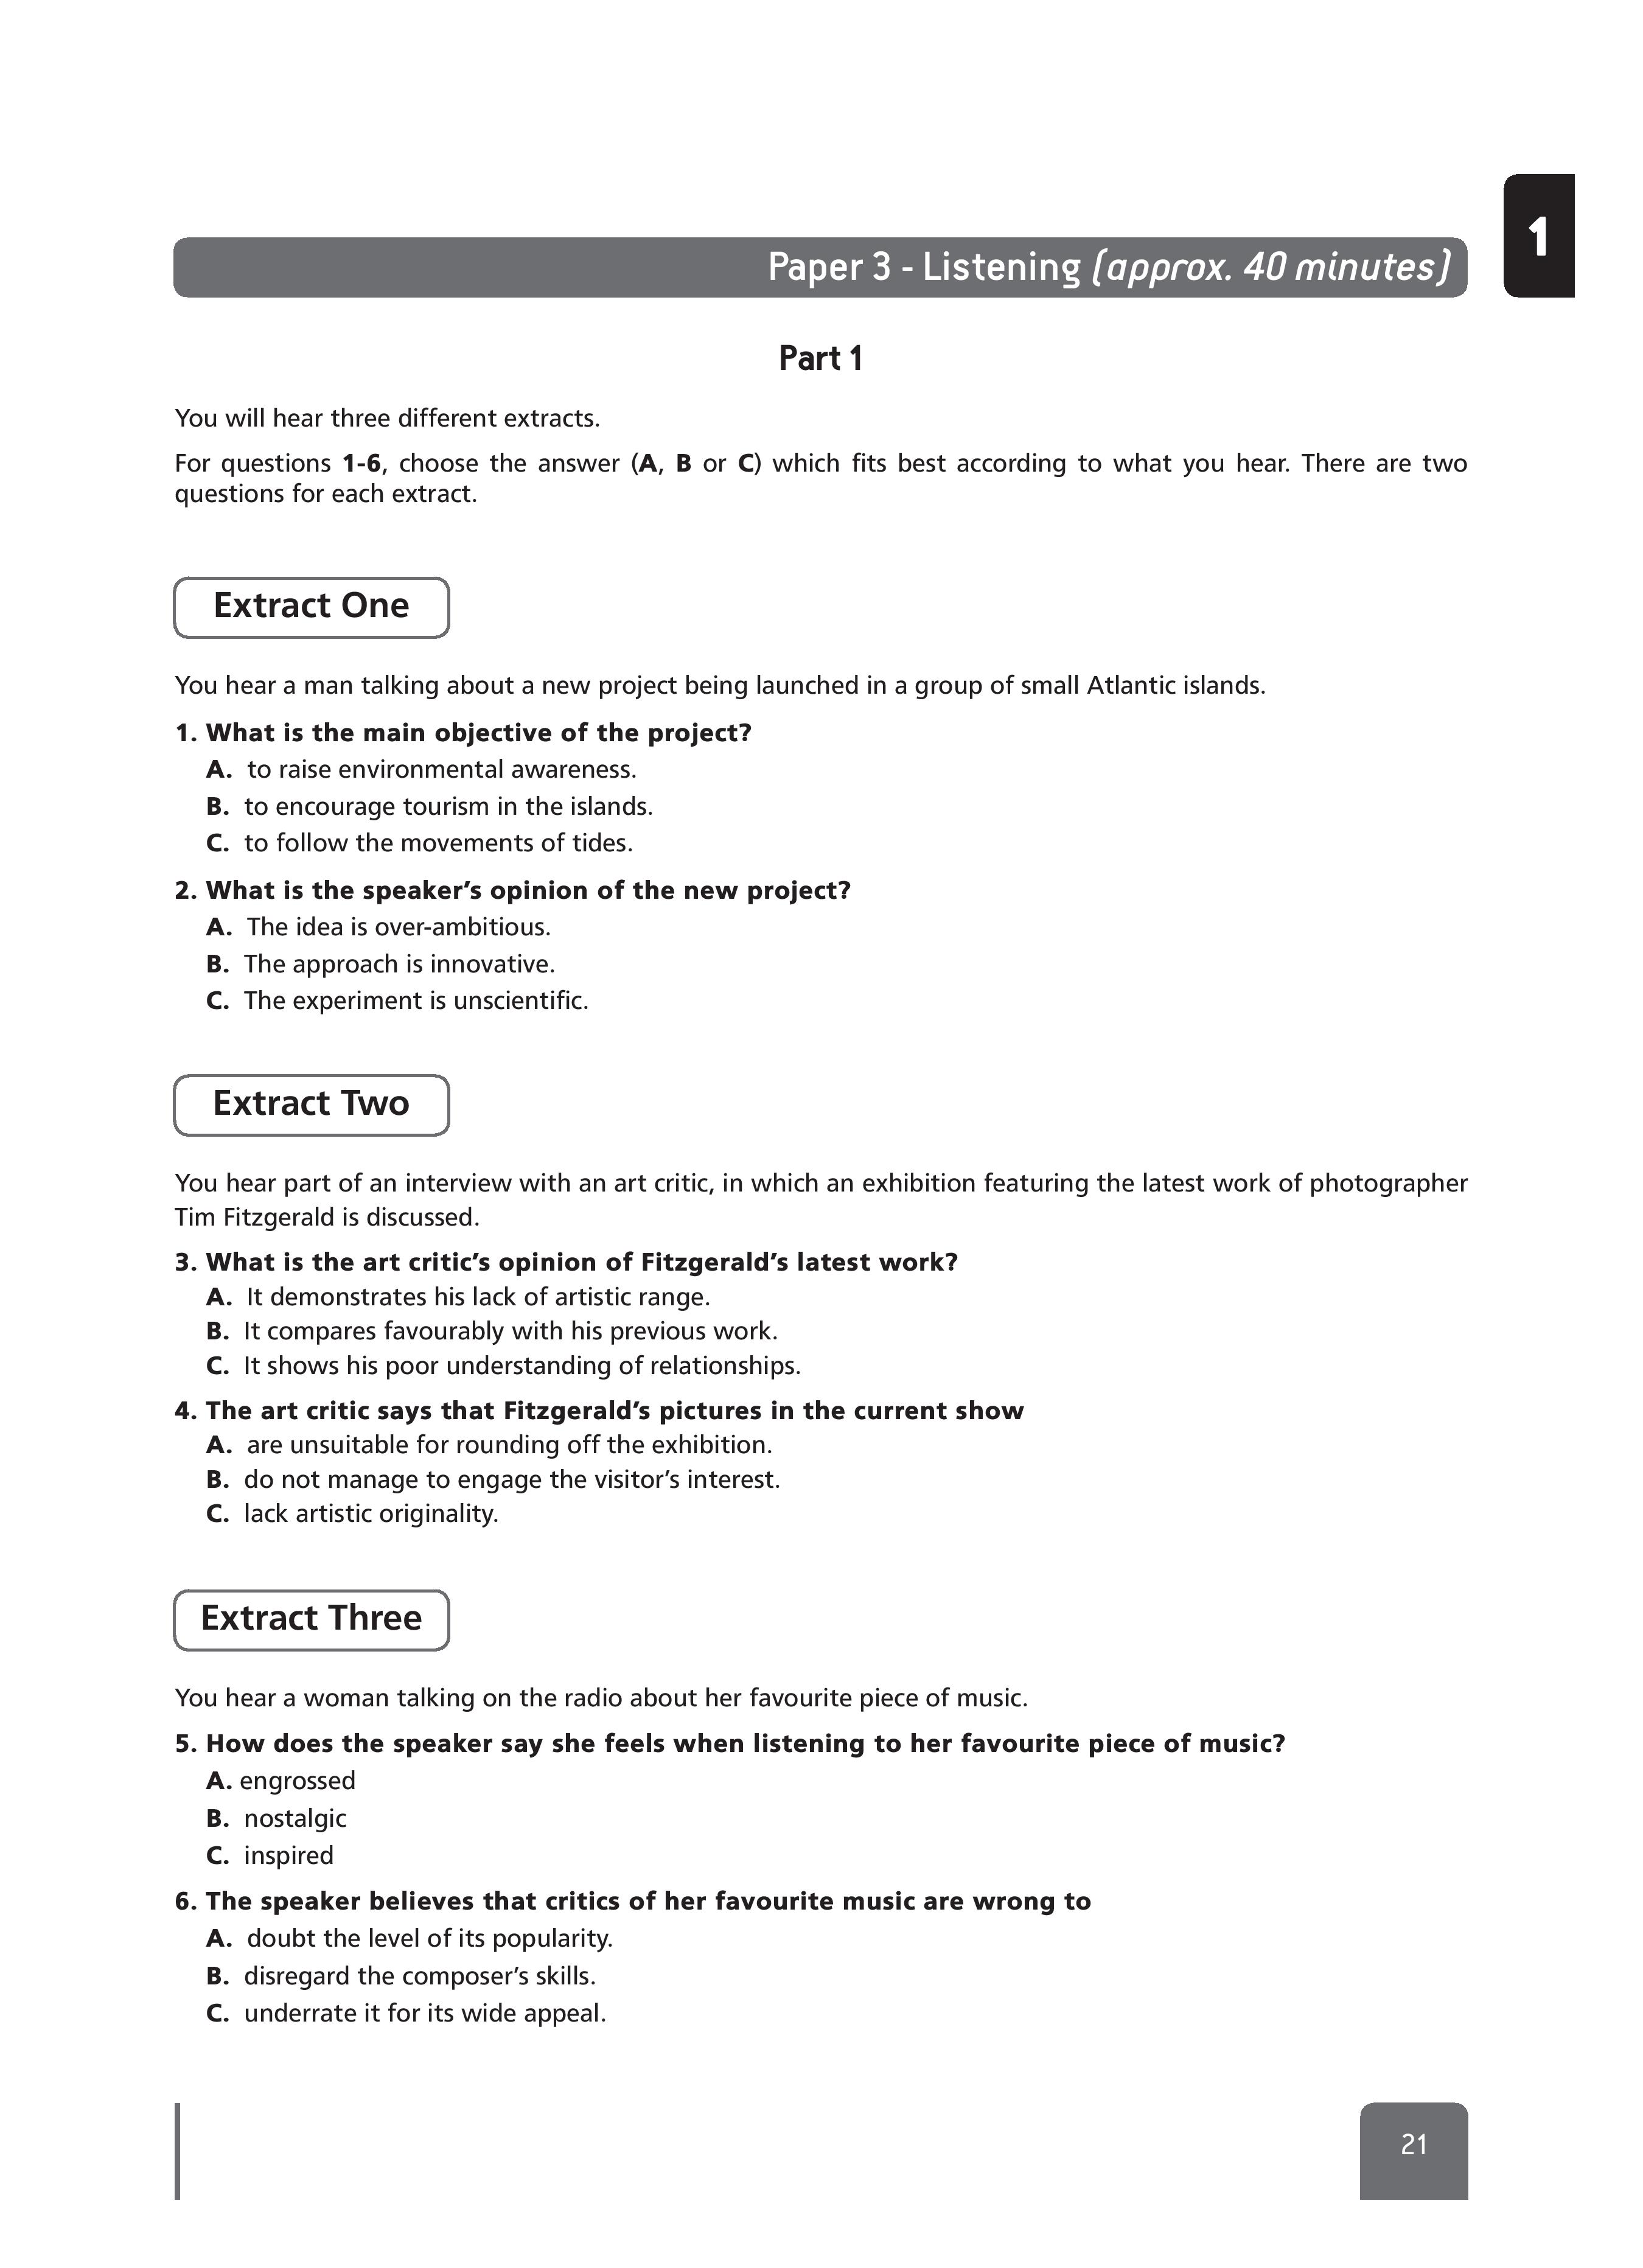 1
Paper 3 - Listening (approx. 40 minutes)
Part 1
You will hear three different extracts.
For questions 1-6, choose the answer (A, B or C) which fits best according to what you hear. There are two
questions for each extract.
Extract One
You hear a man talking about a new project being launched in a group of small Atlantic islands.
1. What is the main objective of the project?
A. to raise environmental awareness.
B. to encourage tourism in the islands.
C. to follow the movements of tides.
2. What is the speaker’s opinion of the new project?
A. The idea is over-ambitious.
B. The approach is innovative.
C. The experiment is unscientific.
Extract Two
You hear part of an interview with an art critic, in which an exhibition featuring the latest work of photographer
Tim Fitzgerald is discussed.
3. What is the art critic’s opinion of Fitzgerald’s latest work?
A. It demonstrates his lack of artistic range.
B. It compares favourably with his previous work.
C. It shows his poor understanding of relationships.
4. The art critic says that Fitzgerald’s pictures in the current show
A. are unsuitable for rounding off the exhibition.
B. do not manage to engage the visitor’s interest.
C. lack artistic originality.
Extract Three
You hear a woman talking on the radio about her favourite piece of music.
5. How does the speaker say she feels when listening to her favourite piece of music?
A. engrossed
B. nostalgic
C. inspired
6. The speaker believes that critics of her favourite music are wrong to
A. doubt the level of its popularity.
B. disregard the composer’s skills.
C. underrate it for its wide appeal.
21